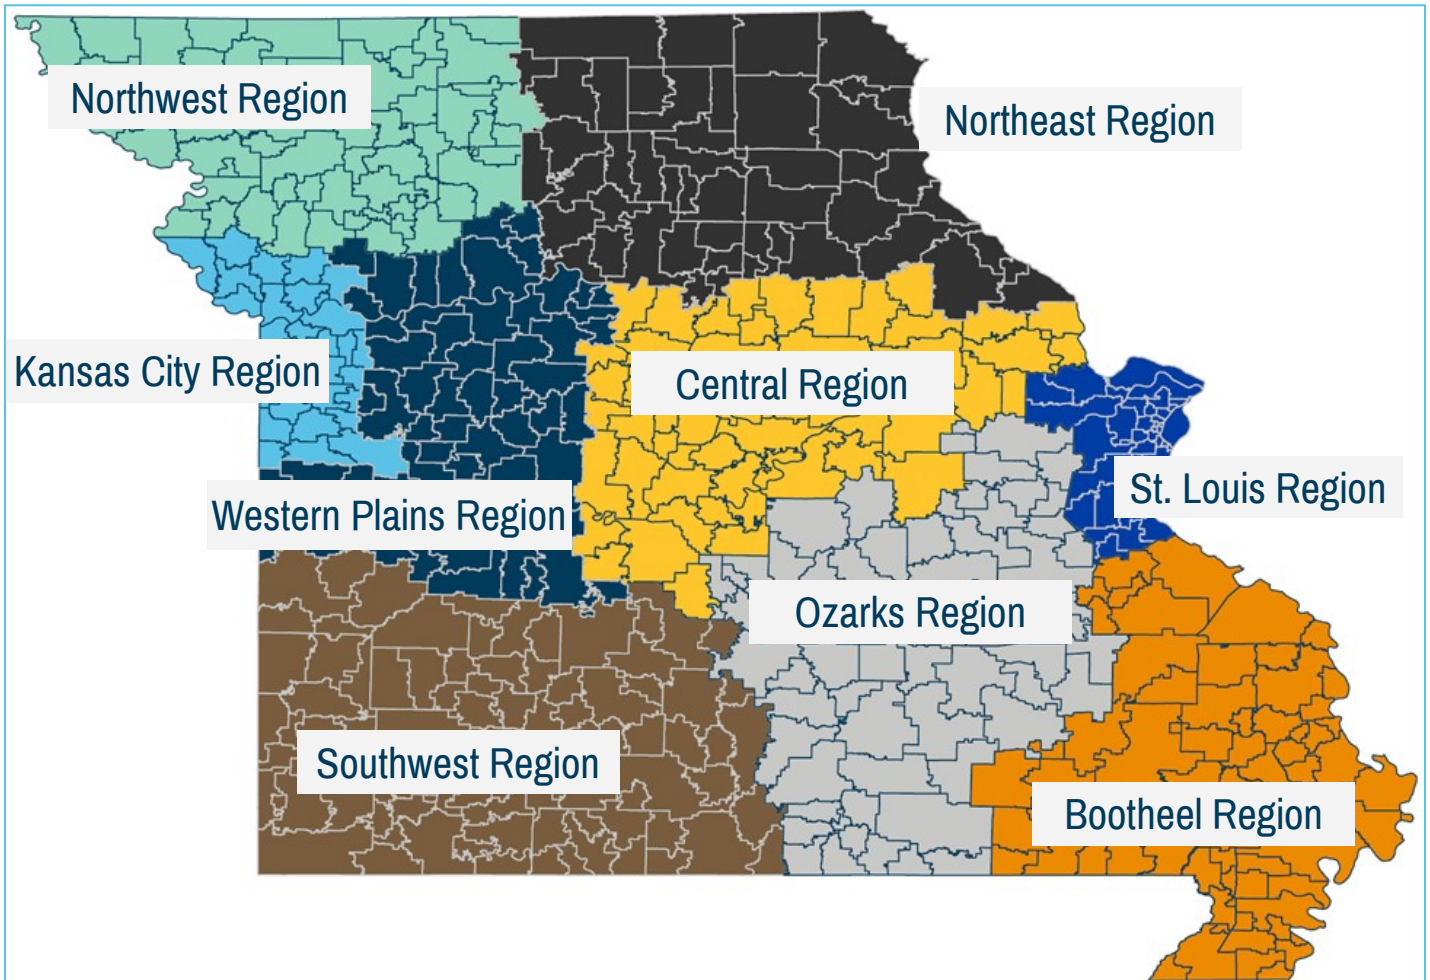 Northwest Region
Northeast Region
Kansas City Region
Central Region
St. Louis Region
Western Plains Region
Ozarks Region
Southwest Region
Bootheel Region